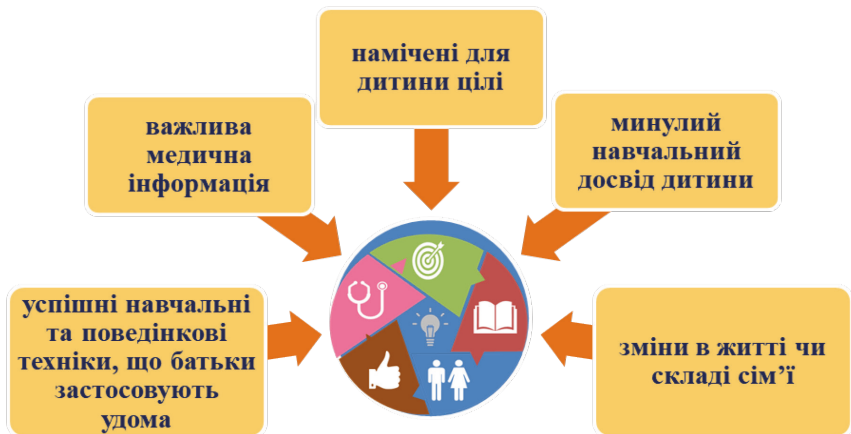 намічені для
дитини цілі
важлива
медична
інформація
минулий
навчальний
досвід дитини
успішні навчальні
та поведінкові
техніки, що батьки
застосовують
удома
зміни в житті чи
складі сім’ї